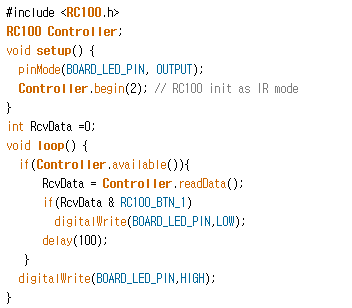 #include <RC100.h>
RC100 Controller;
void setup() {
pinMode(BOARD_LED_PIN, OUTPUT);
Controller.begin(2); // RC100 init as IR mode
}
int RcvData =0;
void loop() {
if(Controller.available()){
RcvData = Controller.readData();
if(RcvData & RC100_BTN_1)
digitalWrite(BOARD_LED_PIN,LOW);
delay(100);
}
digitalWrite(BOARD_LED_PIN,HIGH);
}